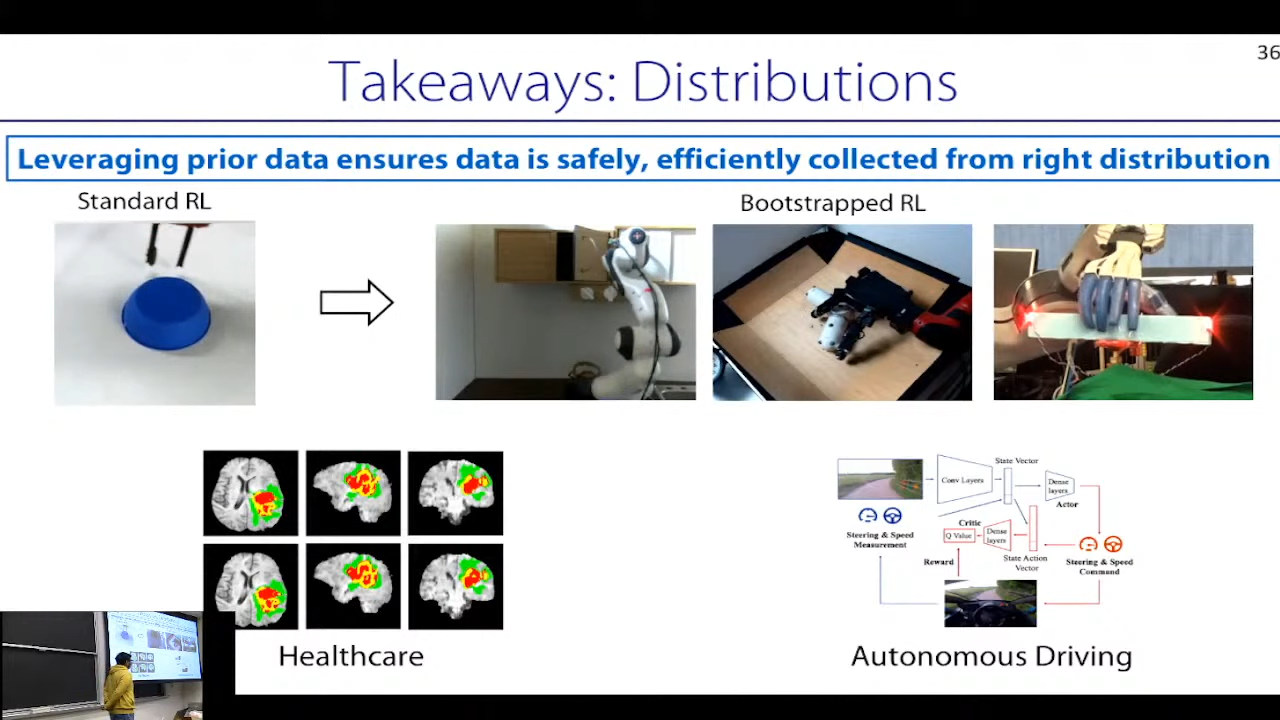 36
Takeaways: Distributions
Leveraging prior data ensures data is safely, efficiently collected from right distribution
Standard RL
Bootstrapped RL
State Vector
Conv Layers
Dense
layers
Actor
Critic
Q Value
Dense
layers
Steering & Speed
Measurement
State Action
Vector
Reward
Steering & Speed
Command
Healthcare
Autonomous Driving